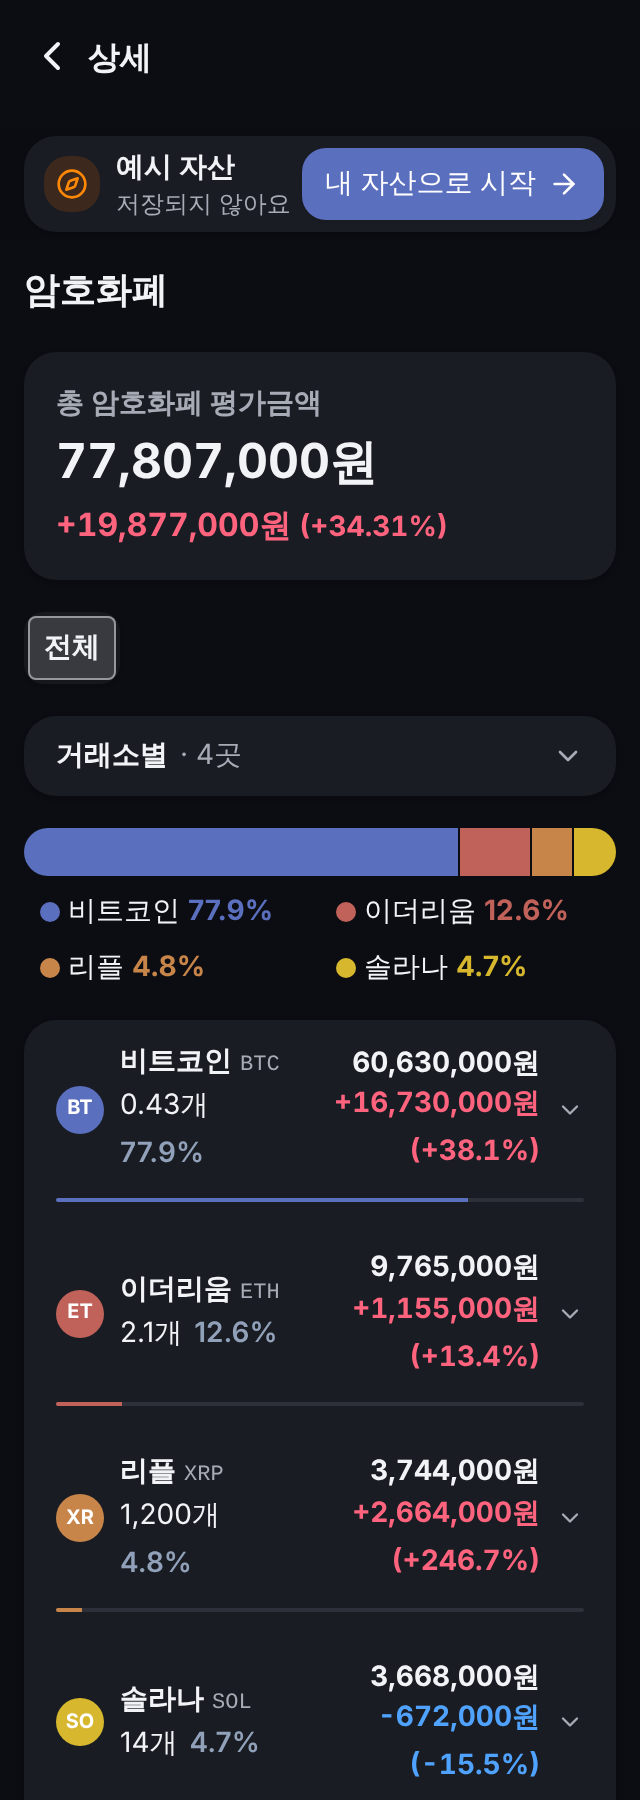 상세
예시 자산
저장되지 않아요
내 자산으로 시작
암호화폐
총 암호화폐 평가금액
77,807,000원
+19,877,000원 (+34.31%)
전체
거래소별 · 4곳
비트코인 77.9%
이더리움 12.6%
리플 4.8%
솔라나 4.7%
BT
비트코인 BTC
0.43개
77.9%
60,630,000원
+16,730,000원
(+38.1%)
ET
이더리움 ETH
2.1개 12.6%
9,765,000원
+1,155,000원
(+13.4%)
XR
리플 XRP
1,200개
4.8%
3,744,000원
+2,664,000원
(+246.7%)
SO
솔라나 SOL
14개 4.7%
3,668,000원
-672,000원
(-15.5%)